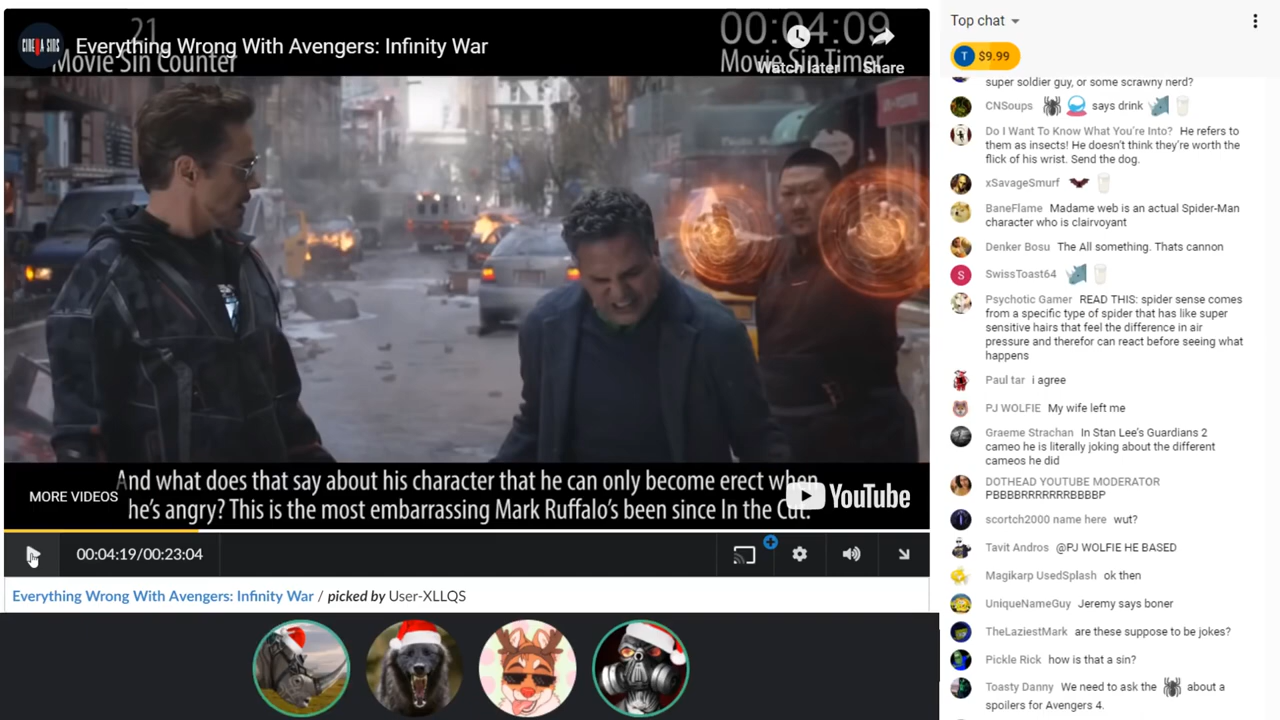 21
Movie Sin Counter
CINEMA SINS
Everything Wrong With Avengers: Infinity War
00:04:09
Movie Sin Timer
Watch later
Share
And what does that say about his character that he can only become erect when
he's angry? This is the most embarrassing Mark Ruffalo's been since In the Cut.
MORE VIDEOS
YouTube
00:04:19/00:23:04
Everything Wrong With Avengers: Infinity War / picked by User-XLLQS
Top chat
T $9.99
super soldier guy, or some scrawny nerd?
CNSoups says drink
Do I Want To Know What You're Into? He refers to
them as insects! He doesn't think they're worth the
flick of his wrist. Send the dog.
xSavageSmurf
BaneFlame Madame web is an actual Spider-Man
character who is clairvoyant
Denker Bosu The All something. Thats cannon
S SwissToast64
Psychotic Gamer READ THIS: spider sense comes
from a specific type of spider that has like super
sensitive hairs that feel the difference in air
pressure and therefor can react before seeing what
happens
Paul tar i agree
PJ WOLFIE My wife left me
Graeme Strachan In Stan Lee's Guardians 2
cameo he is literally joking about the different
cameos he did
DOTHEAD YOUTUBE MODERATOR
PBBBBRRRRRRRBBBBP
scortch2000 name here wut?
Tavit Andros @PJ WOLFIE HE BASED
Magikarp UsedSplash ok then
UniqueNameGuy Jeremy says boner
TheLaziestMark are these suppose to be jokes?
Pickle Rick how is that a sin?
Toasty Danny We need to ask the about a
spoilers for Avengers 4.